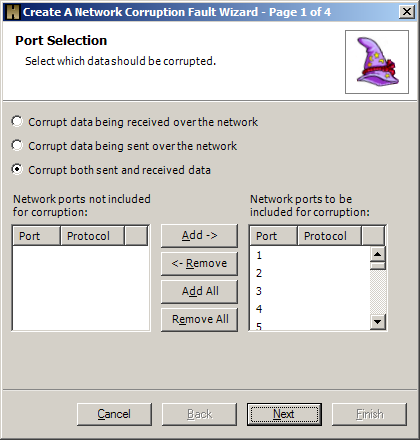 Create A Network Corruption Fault Wizard - Page 1 of 4
Port Selection
Select which data should be corrupted.
Corrupt data being received over the network
Corrupt data being sent over the network
Corrupt both sent and received data
Network ports not included
for corruption:
Port Protocol
Add ->
<- Remove
Add All
Remove All
Network ports to be
included for corruption:
Port Protocol
1
2
3
4
5
Cancel Back Next Finish